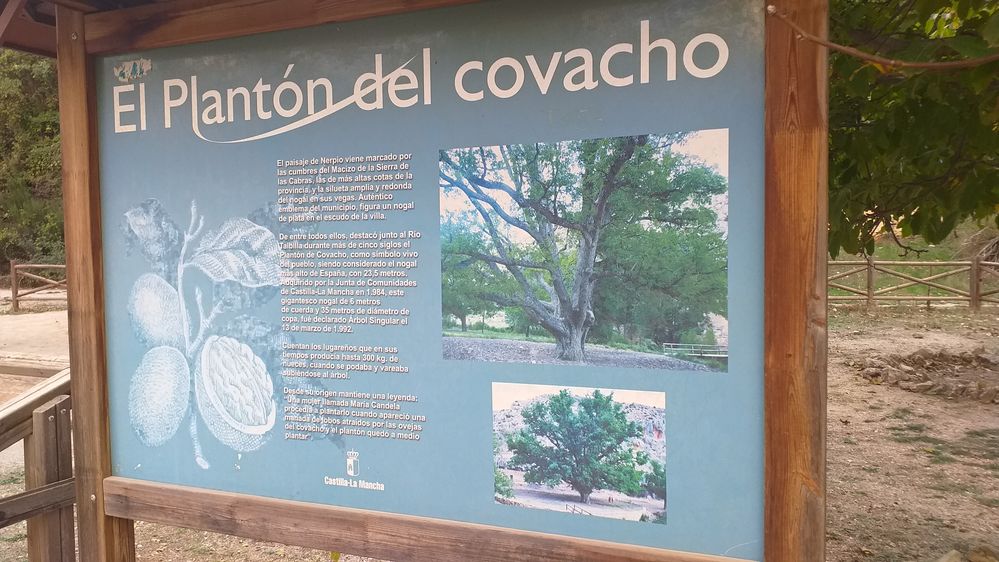 El Plantón del covacho
El paisaje de Nerpio viene marcado por
las cumbres del Macizo de la Sierra de
las Cabras, las de más altas cotas de la
provincia, y la silueta amplia y redonda
del nogal en sus vegas. Auténtico
emblema del municipio, figura un nogal
de plata en el escudo de la villa.
De entre todos ellos, destacó junto al Rio
Taibilla durante más de cinco siglos el
Plantón de Covacho, como símbolo vivo
del pueblo, siendo considerado el nogal
más alto de España, con 23,5 metros.
Adquirido por la Junta de Comunidades
de Castilla-La Mancha en 1.984, este
gigantesco nogal de 6 metros
de cuerda y 35 metros de diámetro de
copa, fué declarado Árbol Singular el
13 de marzo de 1.992.
Cuentan los lugareños que en sus
tiempos producía hasta 300 kg. de
nueces, cuando se podaba y vareaba
subiéndose al árbol.
Desde su origen mantiene una leyenda:
"Una mujer llamada María Candela
procedía a plantarlo cuando apareció una
manada de lobos atraídos por las ovejas
del covacho y el plantón quedó a medio
plantar"
Castilla-La Mancha